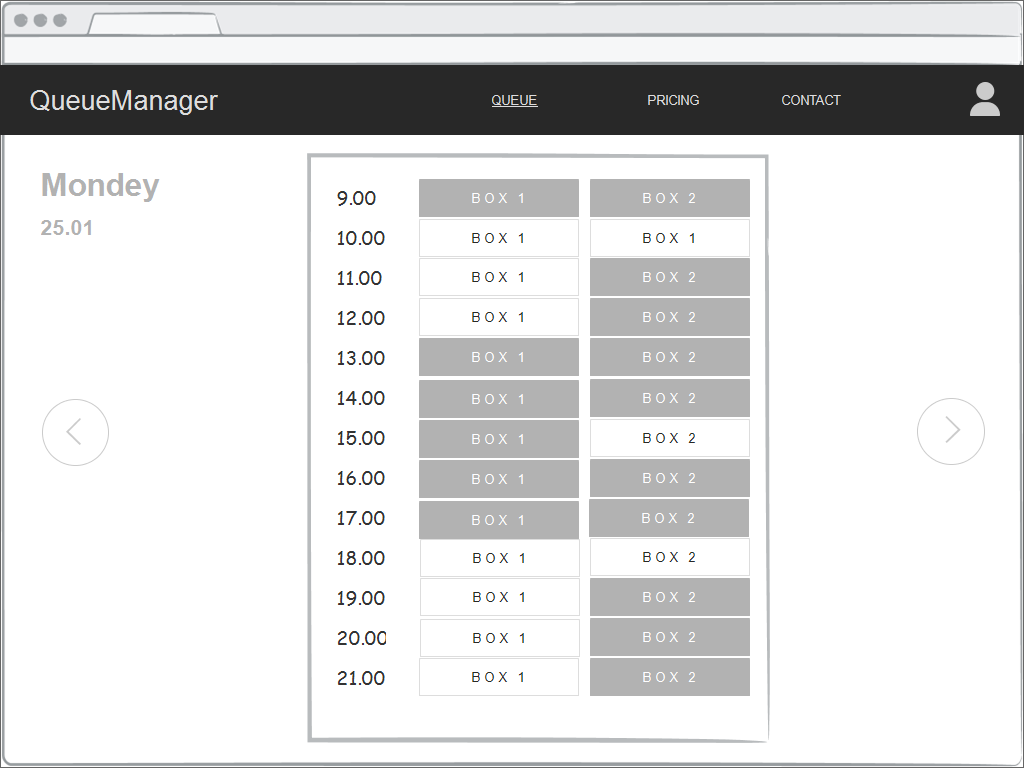 QueueManager QUEUE PRICING CONTACT
Mondey
25.01
9.00 BOX 1 BOX 2
10.00 BOX 1 BOX 1
11.00 BOX 1 BOX 2
12.00 BOX 1 BOX 2
13.00 BOX 1 BOX 2
14.00 BOX 1 BOX 2
15.00 BOX 1 BOX 2
16.00 BOX 1 BOX 2
17.00 BOX 1 BOX 2
18.00 BOX 1 BOX 2
19.00 BOX 1 BOX 2
20.00 BOX 1 BOX 2
21.00 BOX 1 BOX 2